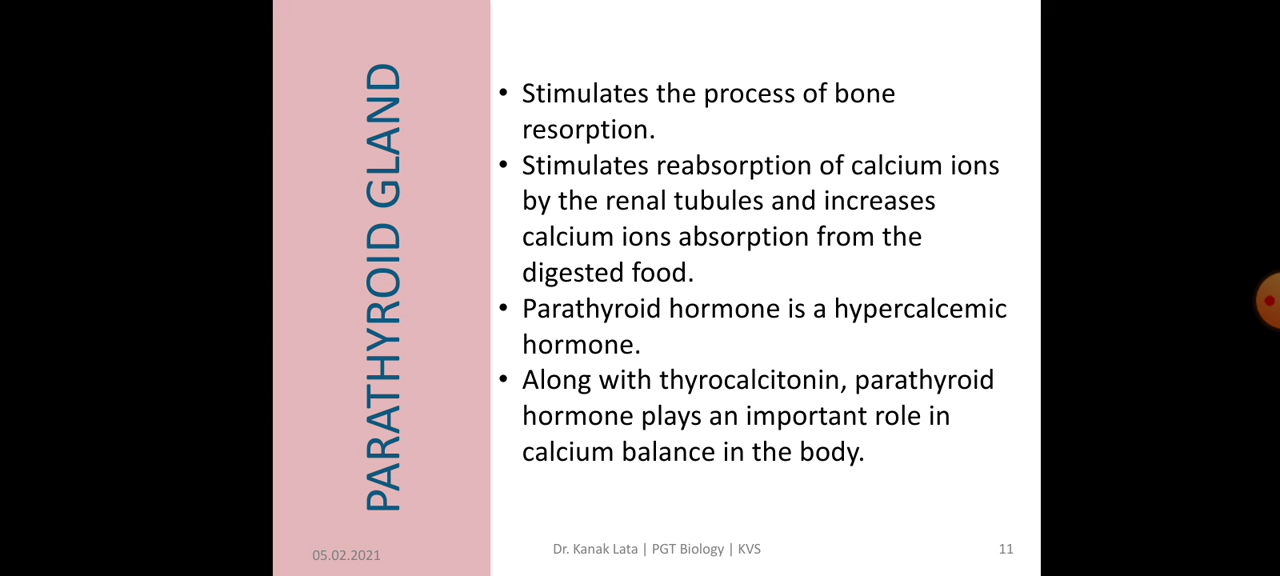 PARATHYROID GLAND
• Stimulates the process of bone
resorption.
• Stimulates reabsorption of calcium ions
by the renal tubules and increases
calcium ions absorption from the
digested food.
• Parathyroid hormone is a hypercalcemic
hormone.
• Along with thyrocalcitonin, parathyroid
hormone plays an important role in
calcium balance in the body.
05.02.2021
Dr. Kanak Lata | PGT Biology | KVS
11